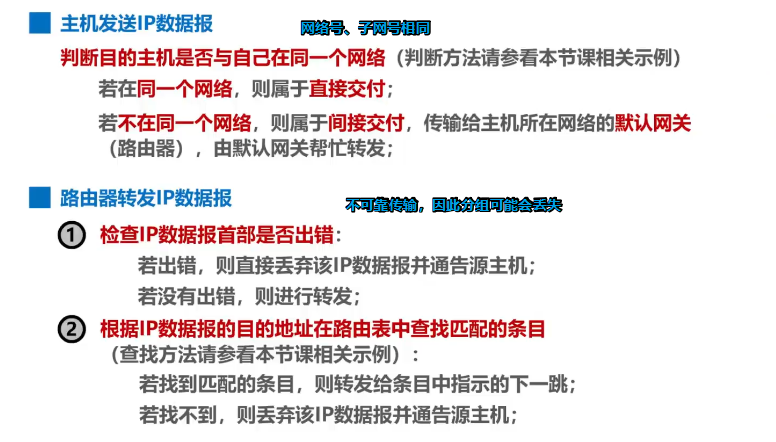 主机发送IP数据报
网络号、子网号相同
判断目的主机是否与自己在同一个网络（判断方法请参看本节课相关示例）
若在同一个网络，则属于直接交付；
若不在同一个网络，则属于间接交付，传输给主机所在网络的默认网关
（路由器），由默认网关帮忙转发；
路由器转发IP数据报
不可靠传输，因此分组可能会丢失
① 检查IP数据报首部是否出错：
若出错，则直接丢弃该IP数据报并通告源主机；
若没有出错，则进行转发；
② 根据IP数据报的目的地址在路由表中查找匹配的条目
（查找方法请参看本节课相关示例）：
若找到匹配的条目，则转发给条目中指示的下一跳；
若找不到，则丢弃该IP数据报并通告源主机；